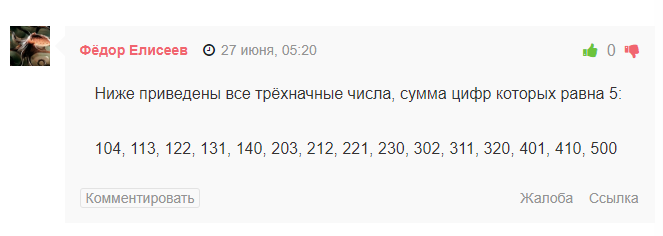 Фёдор Елисеев 27 июня, 05:20 0
Ниже приведены все трёхначные числа, сумма цифр которых равна 5:
104, 113, 122, 131, 140, 203, 212, 221, 230, 302, 311, 320, 401, 410, 500
Комментировать Жалоба Ссылка